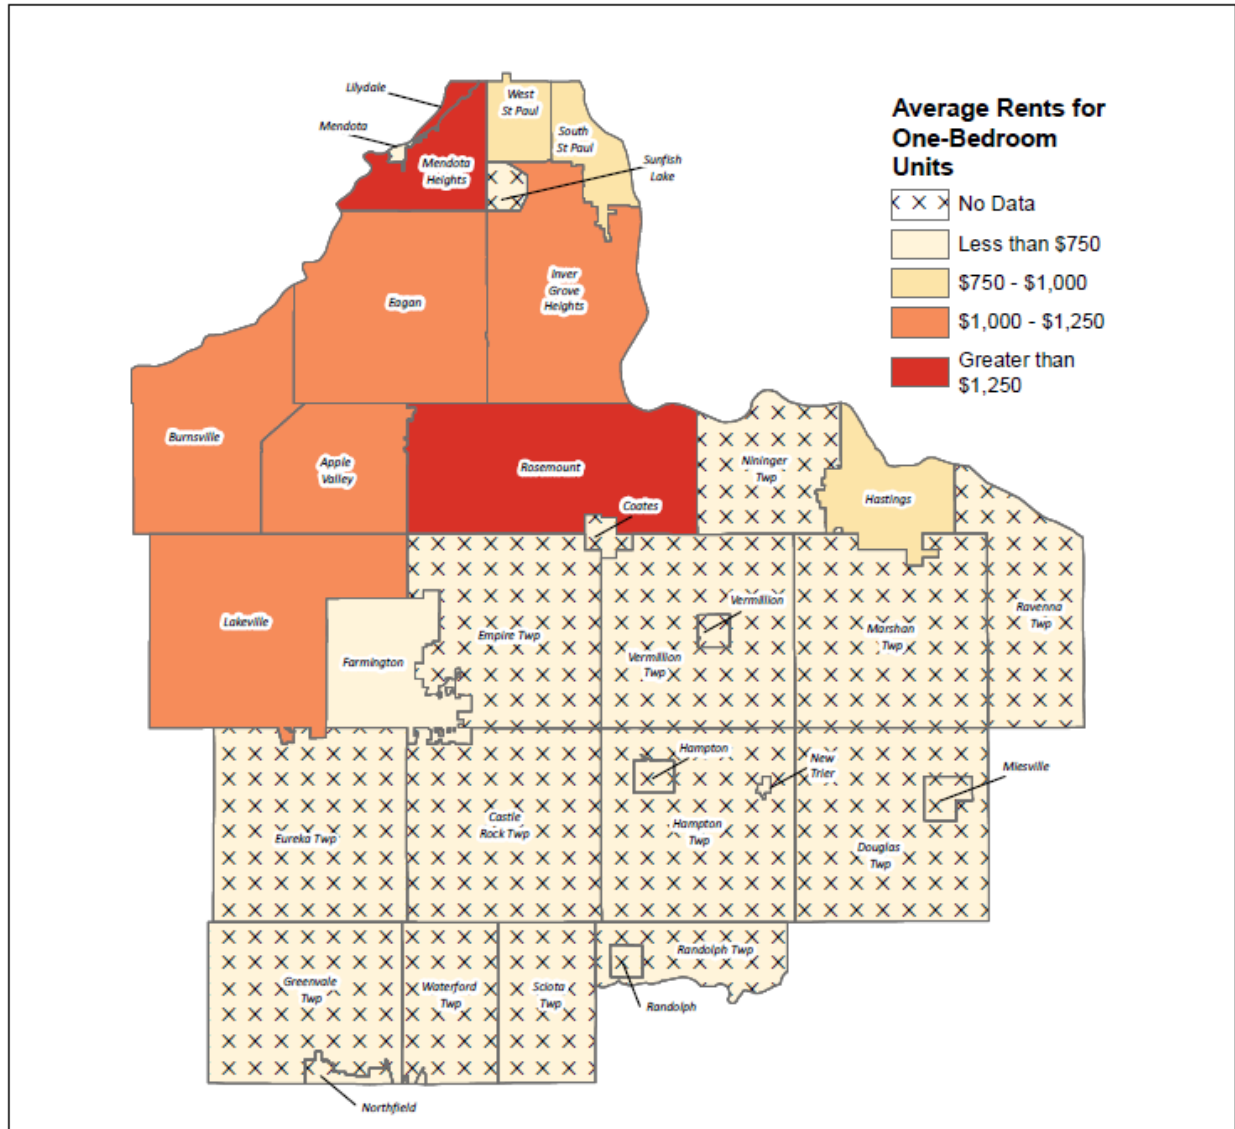 Lilydale
Mendota
West
St Paul
South
St Paul
Mendota
Heights
Sunfish
Lake
Average Rents for
One-Bedroom
Units
No Data
Less than $750
$750 - $1,000
$1,000 - $1,250
Greater than
$1,250
Eagan
Inver
Grove
Heights
Burnsville
Apple
Valley
Rosemount
Coates
Nininger
Twp
Hastings
Lakeville
Farmington
Empire Twp
Vermillion
Vermillion
Twp
Marshan
Twp
Ravenna
Twp
Hampton
New
Trier
Miesville
Eureka Twp
Castle
Rock Twp
Hampton
Twp
Douglas
Twp
Greenvale
Twp
Waterford
Twp
Sciota
Twp
Randolph Twp
Randolph
Northfield